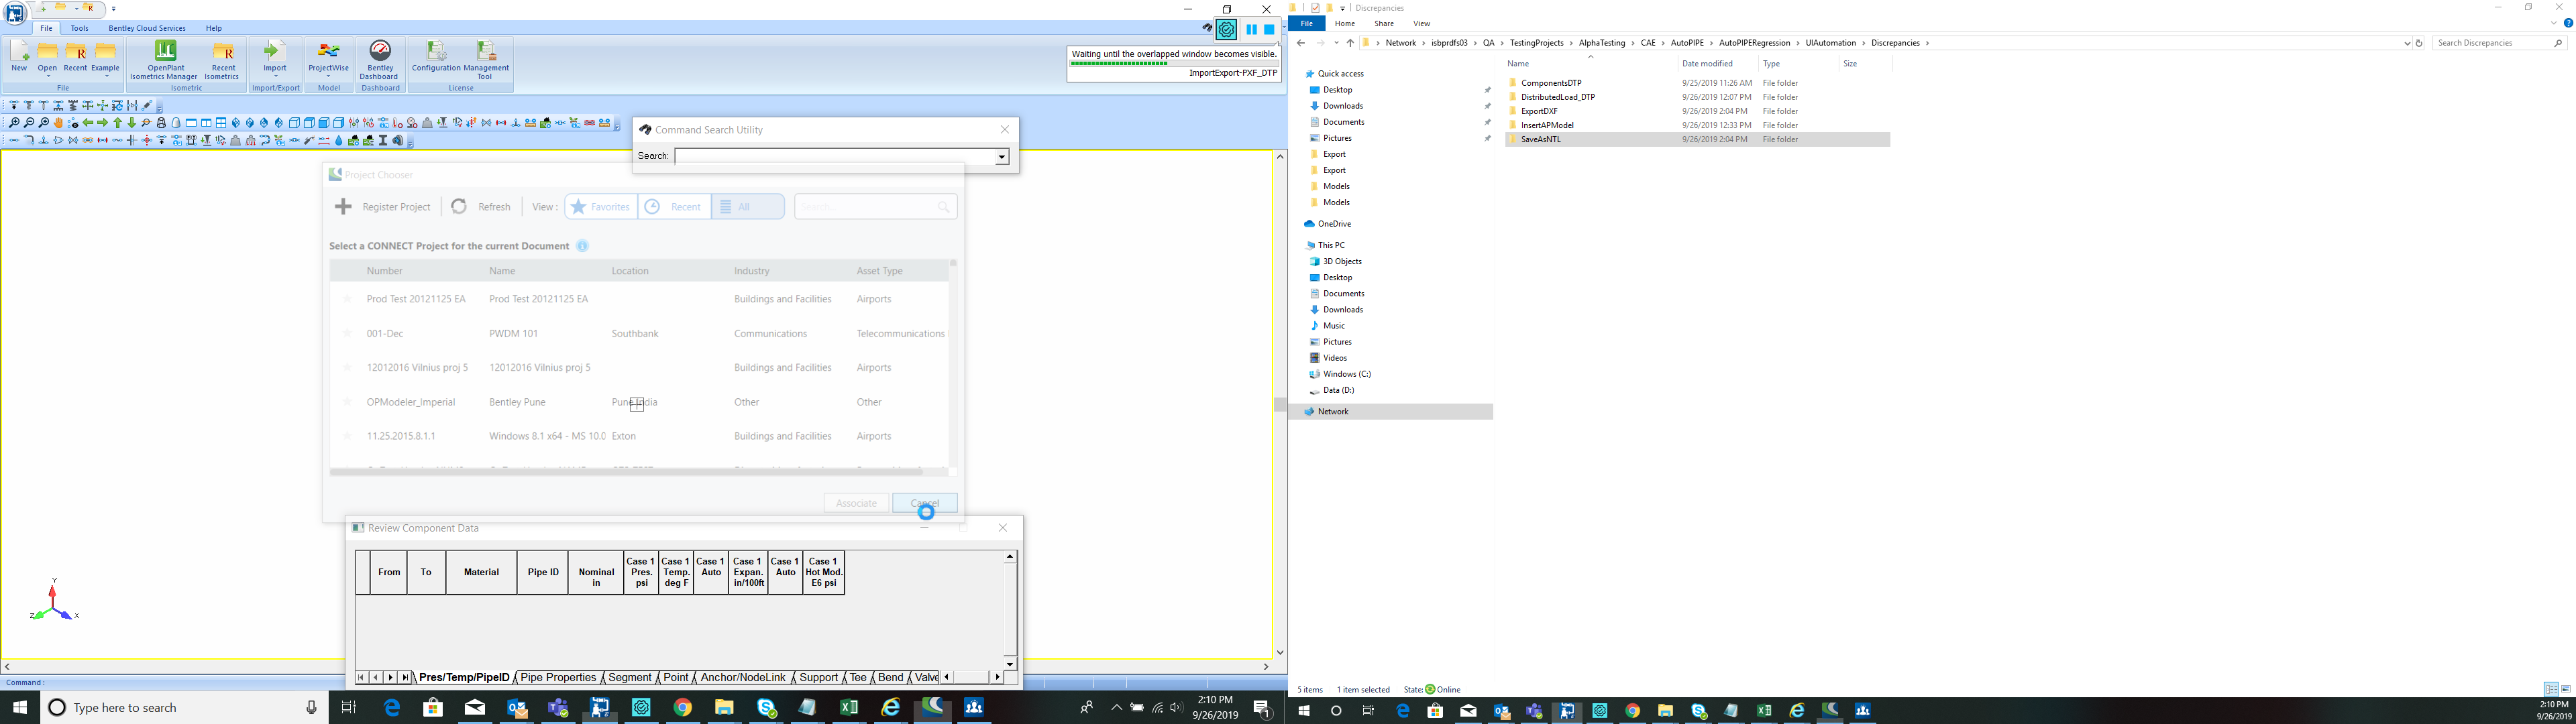 File Tools Bentley Cloud Services Help
New Open Recent Example
OpenPlant Isometrics Manager
Recent Isometrics
Import
ProjectWise
Bentley Dashboard
Configuration Management Tool
File Isometric Import/Export Model Dashboard License
Waiting until the overlapped window becomes visible.
ImportExport-PXF_DTP
Command Search Utility
Search:
Project Chooser
Register Project Refresh View : Favorites Recent All
Select a CONNECT Project for the current Document
Number Name Location Industry Asset Type
Prod Test 20121125 EA Prod Test 20121125 EA Buildings and Facilities Airports
001-Dec PWDM 101 Southbank Communications Telecommunications
12012016 Vilnius proj 5 12012016 Vilnius proj 5 Buildings and Facilities Airports
OPModeler_Imperial Bentley Pune Pune India Other Other
11.25.2015.8.1.1 Windows 8.1 x64 - MS 10.0 Exton Buildings and Facilities Airports
Associate Cancel
Review Component Data
From To Material Pipe ID Nominal in Case 1 Pres. psi Case 1 Temp. deg F Case 1 Auto Case 1 Expan. in/100ft Case 1 Auto Case 1 Hot Mod. E6 psi
Pres/Temp/PipeID Pipe Properties Segment Point Anchor/NodeLink Support Tee Bend Valve
Y
Z X
Command :
Type here to search
2:10 PM
9/26/2019
1
Discrepancies
File Home Share View
Network isbprdfs03 QA TestingProjects AlphaTesting CAE AutoPIPE AutoPIPERegression UIAutomation Discrepancies
Search Discrepancies
Name Date modified Type Size
ComponentsDTP 9/25/2019 11:26 AM File folder
DistributedLoad_DTP 9/26/2019 12:07 PM File folder
ExportDXF 9/26/2019 2:04 PM File folder
InsertAPModel 9/26/2019 12:33 PM File folder
SaveAsNTL 9/26/2019 2:04 PM File folder
Quick access
Desktop
Downloads
Documents
Pictures
Export
Export
Models
Models
OneDrive
This PC
3D Objects
Desktop
Documents
Downloads
Music
Pictures
Videos
Windows (C:)
Data (D:)
Network
5 items 1 item selected State: Online
2:10 PM
9/26/2019